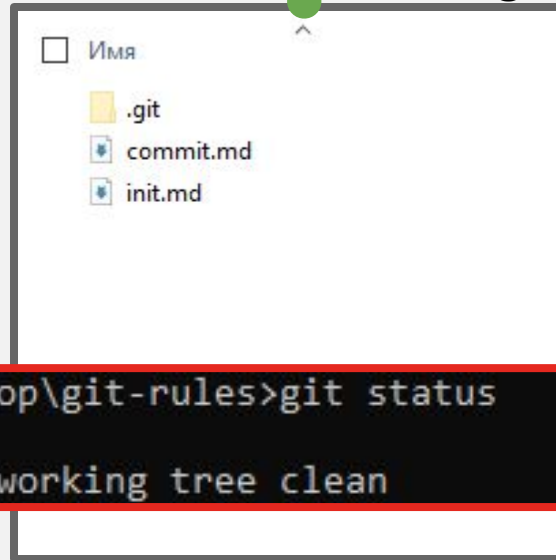 Имя
.git
commit.md
init.md
op\git-rules>git status
working tree clean